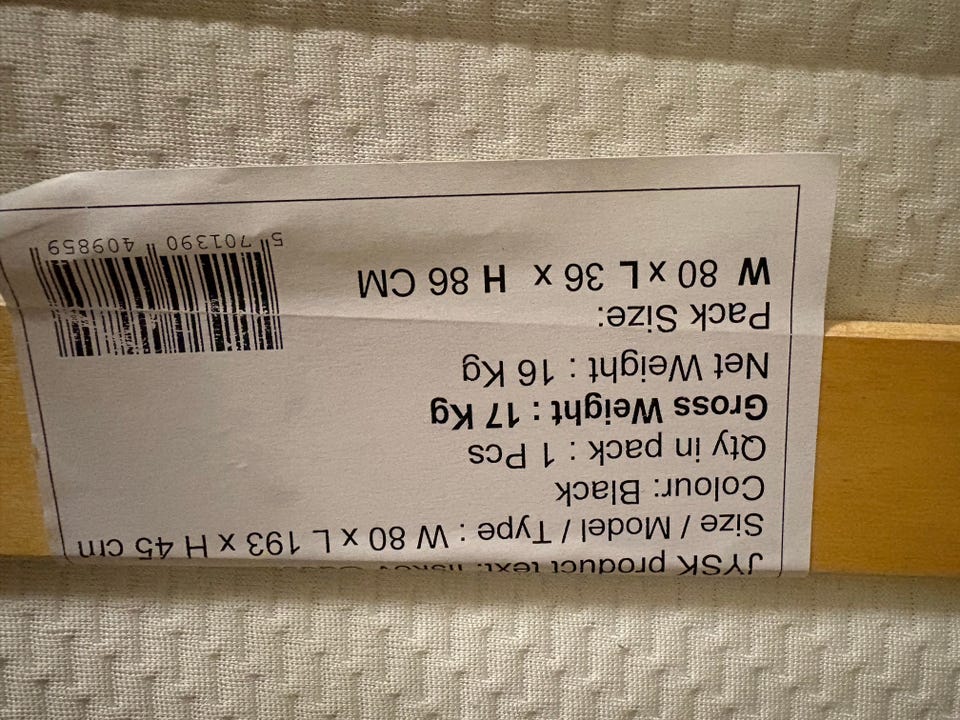 JYSK product text:
Size / Model / Type : W 80 x L 193 x H 45 cm
Colour: Black
Qty in pack : 1 Pcs
Gross Weight : 17 Kg
Net Weight : 16 Kg
Pack Size:
W 80 x L 36 x H 86 CM
5 701390 409859